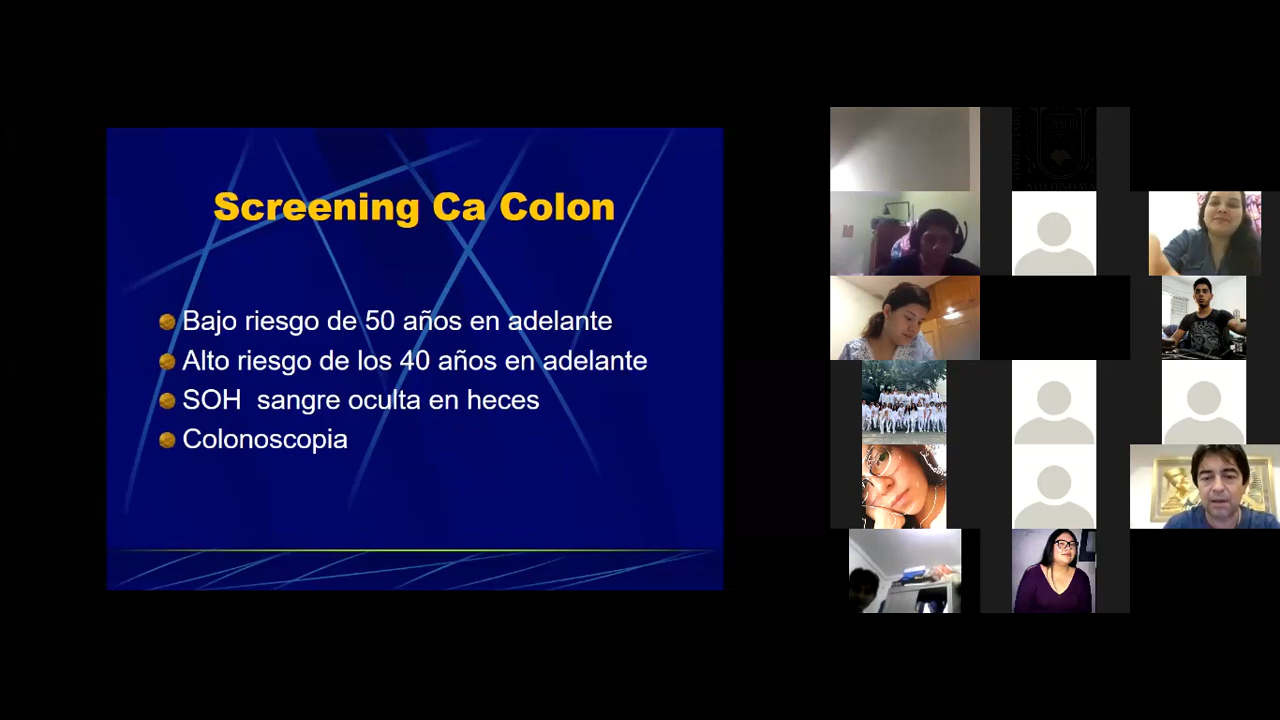 Screening Ca Colon
Bajo riesgo de 50 años en adelante
Alto riesgo de los 40 años en adelante
SOH sangre oculta en heces
Colonoscopia